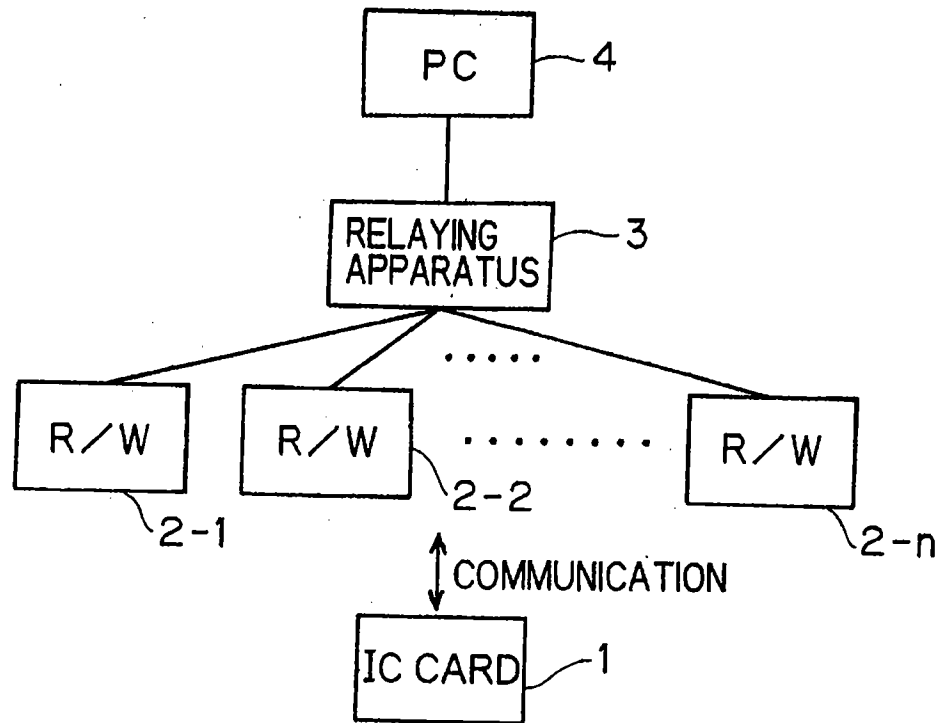 PC
4
RELAYING
APPARATUS
3
R/W
R/W
.....
.........
R/W
2-1
2-2
2-n
COMMUNICATION
IC CARD
1